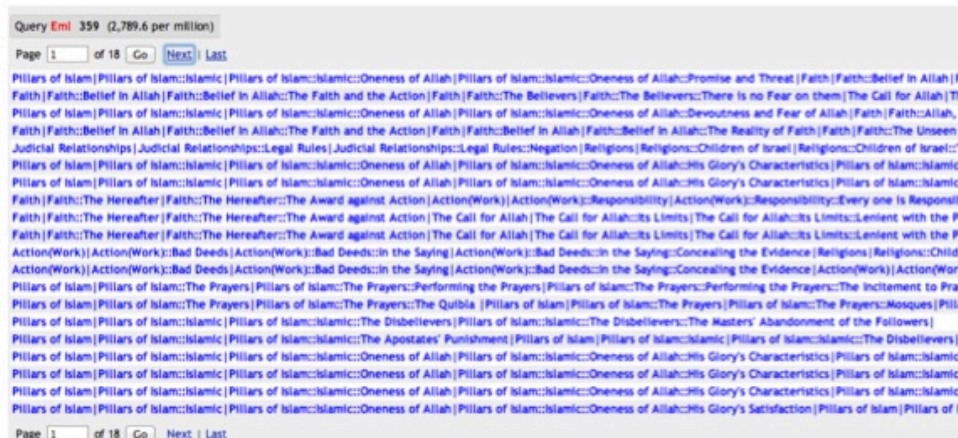 Query Eml 359 (2,789.6 per million)
Page 1 of 18 Go Next | Last
Pillars of Islam|Pillars of Islam::Islamic|Pillars of Islam::Islamic::Oneness of Allah|Pillars of Islam::Islamic::Oneness of Allah::Promise and Threat|Faith|Faith::Belief in Allah|
Faith|Faith::Belief in Allah|Faith::Belief in Allah::The Faith and the Action|Faith|Faith::The Believers|Faith::The Believers::There is no Fear on them|The Call for Allah|
Pillars of Islam|Pillars of Islam::Islamic|Pillars of Islam::Islamic::Oneness of Allah|Pillars of Islam::Islamic::Oneness of Allah::Devoutness and Fear of Allah|Faith|Faith::Allah,
Faith|Faith::Belief in Allah|Faith::Belief in Allah::The Faith and the Action|Faith|Faith::Belief in Allah|Faith::Belief in Allah::The Reality of Faith|Faith|Faith::The Unseen
Judicial Relationships|Judicial Relationships::Legal Rules|Judicial Relationships::Legal Rules::Negation|Religions|Religions::Children of Israel|Religions::Children of Israel::
Pillars of Islam|Pillars of Islam::Islamic|Pillars of Islam::Islamic::Oneness of Allah|Pillars of Islam::Islamic::Oneness of Allah::His Glory's Characteristics|Pillars of Islam::Islamic
Pillars of Islam|Pillars of Islam::Islamic|Pillars of Islam::Islamic::Oneness of Allah|Pillars of Islam::Islamic::Oneness of Allah::His Glory's Characteristics|Pillars of Islam::Islamic
Faith|Faith::The Hereafter|Faith::The Hereafter::The Award against Action|Action(Work)|Action(Work)::Responsibility|Action(Work)::Responsibility::Every one is Responsi
Faith|Faith::The Hereafter|Faith::The Hereafter::The Award against Action|The Call for Allah|The Call for Allah::Its Limits|The Call for Allah::Its Limits::Lenient with the P
Faith|Faith::The Hereafter|Faith::The Hereafter::The Award against Action|The Call for Allah|The Call for Allah::Its Limits|The Call for Allah::Its Limits::Lenient with the P
Action(Work)|Action(Work)::Bad Deeds|Action(Work)::Bad Deeds::in the Saying|Action(Work)::Bad Deeds::in the Saying::Concealing the Evidence|Religions|Religions::Child
Action(Work)|Action(Work)::Bad Deeds|Action(Work)::Bad Deeds::in the Saying|Action(Work)::Bad Deeds::in the Saying::Concealing the Evidence|Action(Work)|Action(Wor
Pillars of Islam|Pillars of Islam::The Prayers|Pillars of Islam::The Prayers::Performing the Prayers|Pillars of Islam::The Prayers::Performing the Prayers::The Incitement to Pra
Pillars of Islam|Pillars of Islam::The Prayers|Pillars of Islam::The Prayers::The Quibla |Pillars of Islam|Pillars of Islam::The Prayers|Pillars of Islam::The Prayers::Mosques|Pill
Pillars of Islam|Pillars of Islam::Islamic|Pillars of Islam::Islamic::The Disbelievers|Pillars of Islam::Islamic::The Disbelievers::The Masters' Abandonment of the Followers|
Pillars of Islam|Pillars of Islam::Islamic|Pillars of Islam::Islamic::The Apostates' Punishment|Pillars of Islam|Pillars of Islam::Islamic|Pillars of Islam::Islamic::The Disbelievers|
Pillars of Islam|Pillars of Islam::Islamic|Pillars of Islam::Islamic::Oneness of Allah|Pillars of Islam::Islamic::Oneness of Allah::His Glory's Characteristics|Pillars of Islam::Islamic
Pillars of Islam|Pillars of Islam::Islamic|Pillars of Islam::Islamic::Oneness of Allah|Pillars of Islam::Islamic::Oneness of Allah::His Glory's Characteristics|Pillars of Islam::Islamic
Pillars of Islam|Pillars of Islam::Islamic|Pillars of Islam::Islamic::Oneness of Allah|Pillars of Islam::Islamic::Oneness of Allah::His Glory's Characteristics|Pillars of Islam::Islamic
Pillars of Islam|Pillars of Islam::Islamic|Pillars of Islam::Islamic::Oneness of Allah|Pillars of Islam::Islamic::Oneness of Allah::His Glory's Satisfaction|Pillars of Islam|Pillars of
Page 1 of 18 Go Next | Last